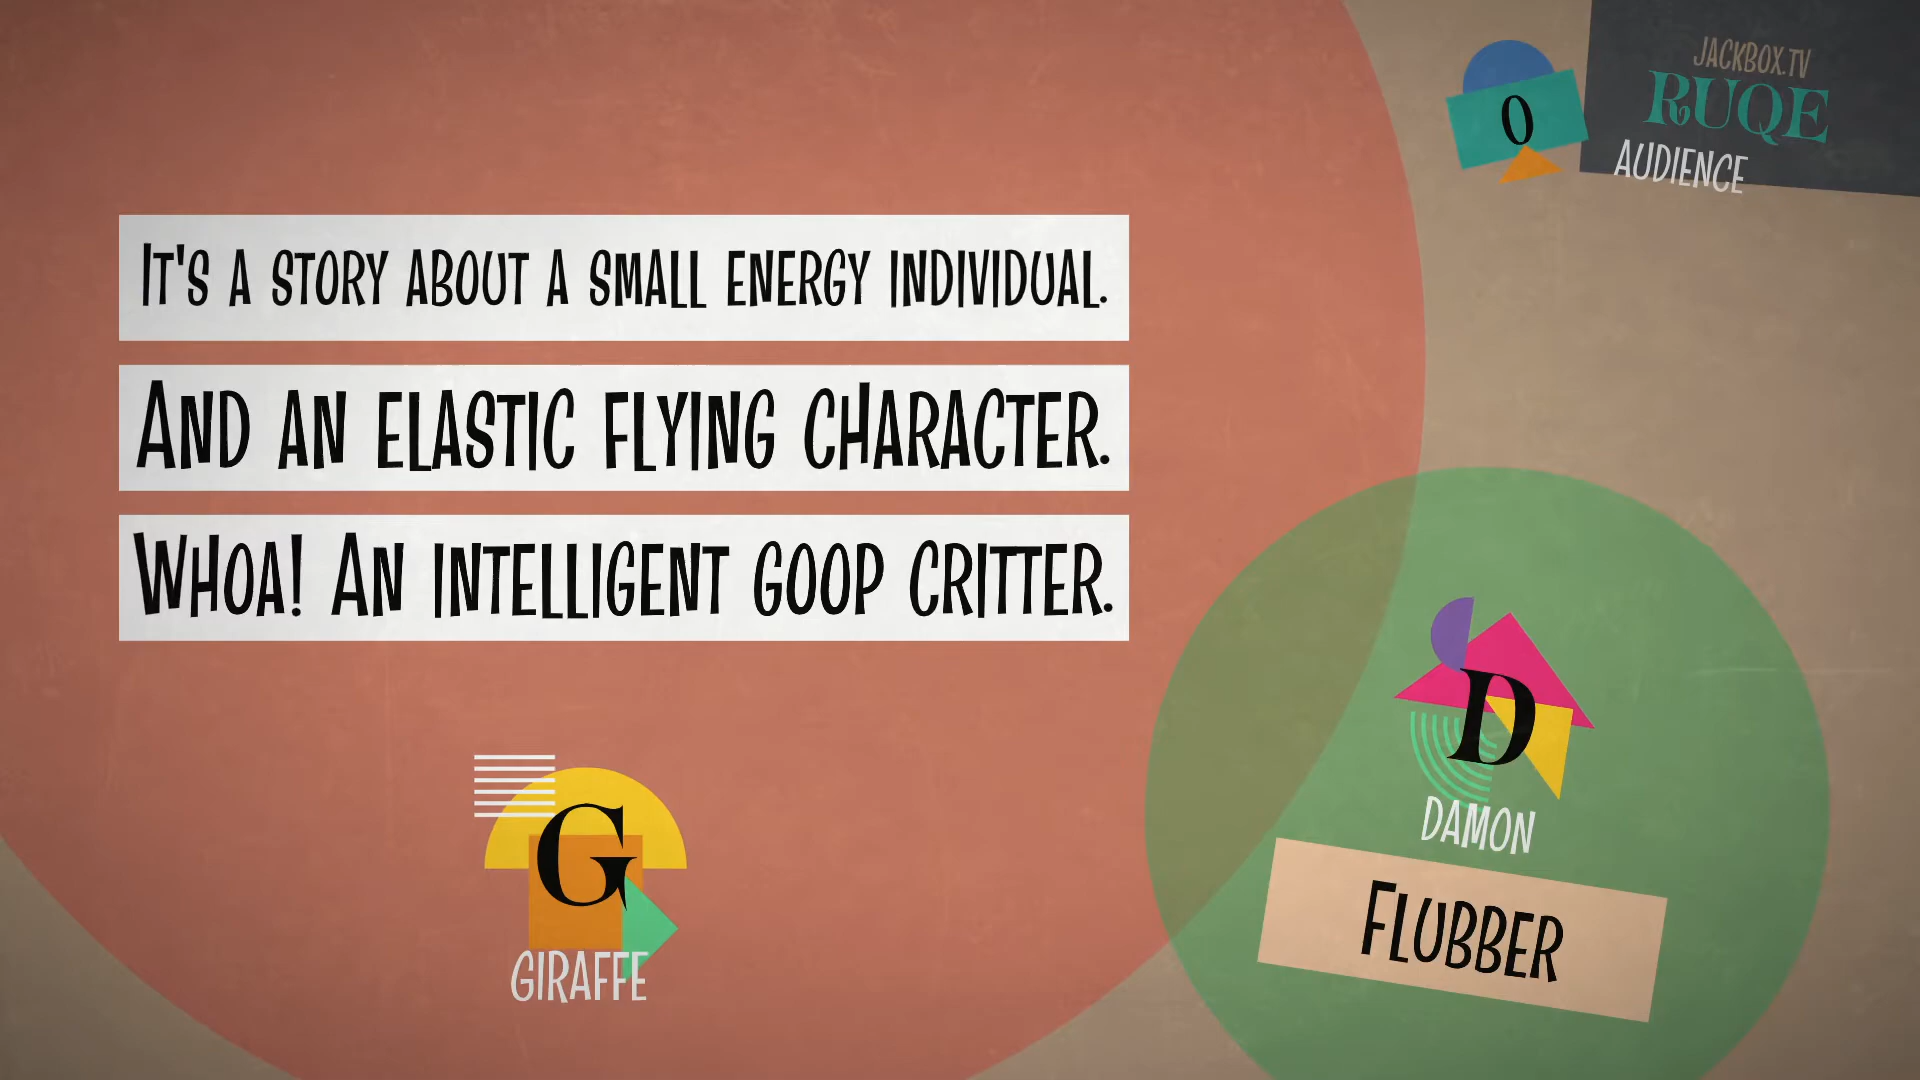 JACKBOX.TV
RUQE
0
AUDIENCE
It's a story about a small energy individual.
And an elastic flying character.
Whoa! An intelligent goop critter.
G
GIRAFFE
D
DAMON
Flubber